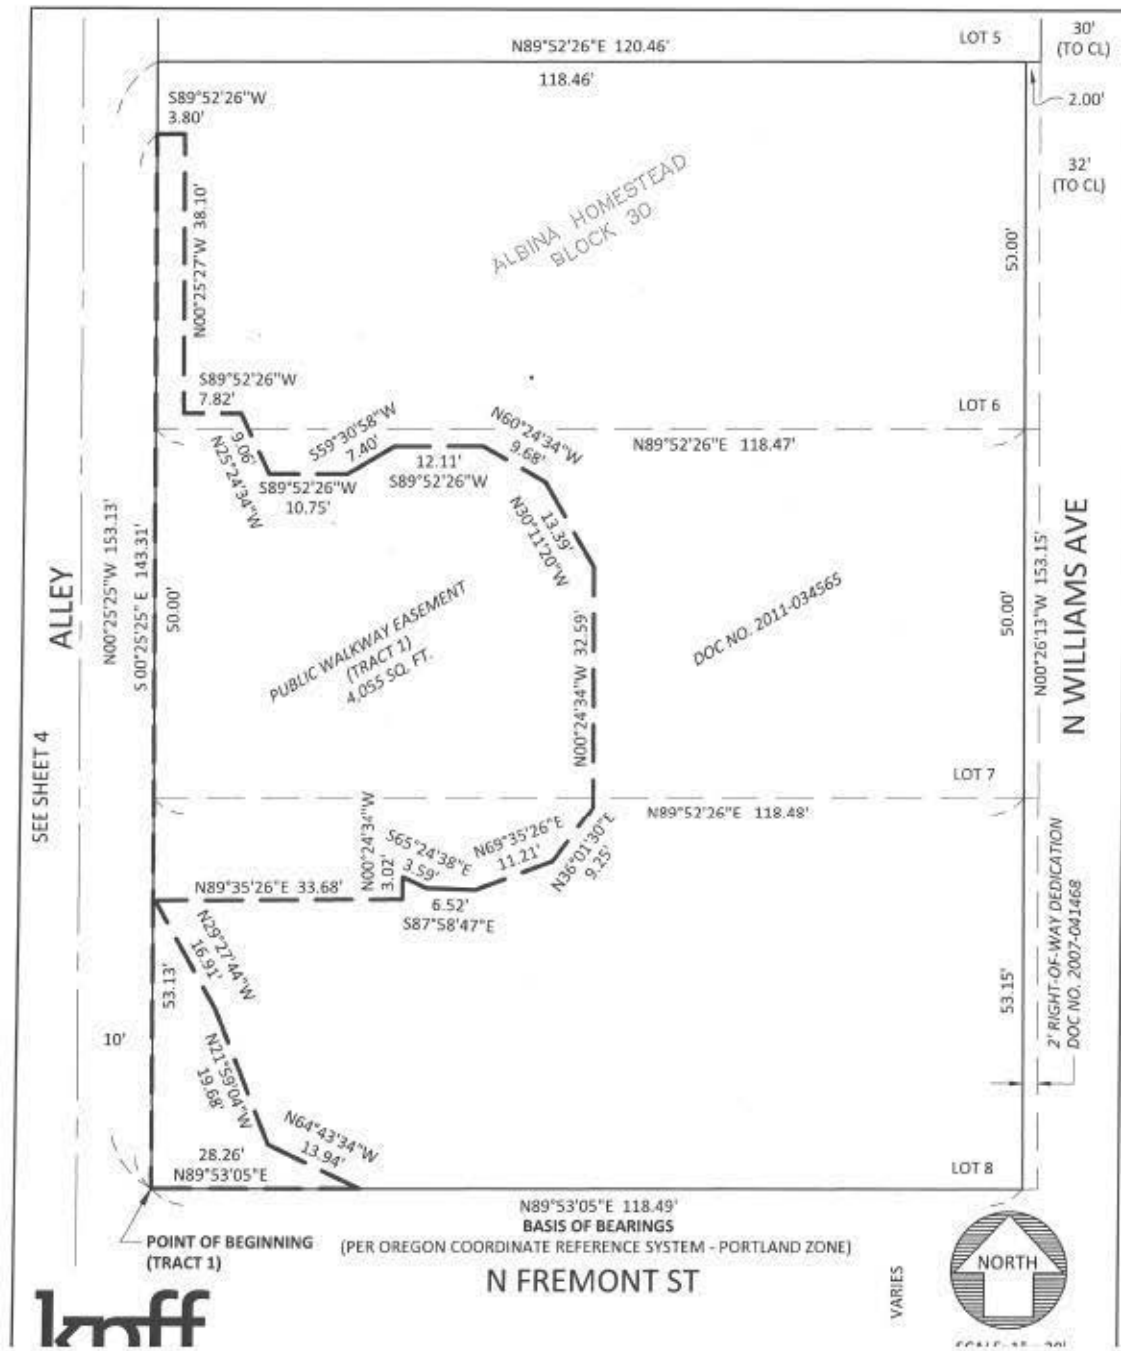 N89°52'26"E 120.46'
LOT 5
30'
(TO CL)
118.46'
2.00'
S89°52'26"W
3.80'
32'
(TO CL)
ALBINA HOMESTEAD
BLOCK 30
N00°25'27"W 38.10'
50.00'
S89°52'26"W
7.82'
LOT 6
N89°52'26"E 118.47'
9.06'
N25°24'34"W
S89°52'26"W
10.75'
S59°30'58"W
7.40'
12.11'
S89°52'26"W
N60°24'34"W
9.68'
13.39'
N30°11'20"W
ALLEY
N00°25'25"W 153.13'
S00°25'25"E 143.31'
50.00'
PUBLIC WALKWAY EASEMENT
(TRACT 1)
4,055 SQ. FT.
N00°24'34"W 32.59'
DOC NO. 2011-034565
50.00'
N00°26'13"W 153.15'
N WILLIAMS AVE
SEE SHEET 4
LOT 7
N89°52'26"E 118.48'
N00°24'34"W
3.02'
S65°24'38"E
3.59'
N69°35'26"E
11.21'
N36°01'30"E
9.25'
6.52'
S87°58'47"E
N89°35'26"E 33.68'
N29°27'44"W
16.91'
53.13'
53.15'
2' RIGHT-OF-WAY DEDICATION
DOC NO. 2007-041468
10'
N21°59'04"W
19.68'
N64°43'34"W
13.94'
28.26'
N89°53'05"E
LOT 8
N89°53'05"E 118.49'
BASIS OF BEARINGS
(PER OREGON COORDINATE REFERENCE SYSTEM - PORTLAND ZONE)
POINT OF BEGINNING
(TRACT 1)
N FREMONT ST
VARIES
NORTH
kpff